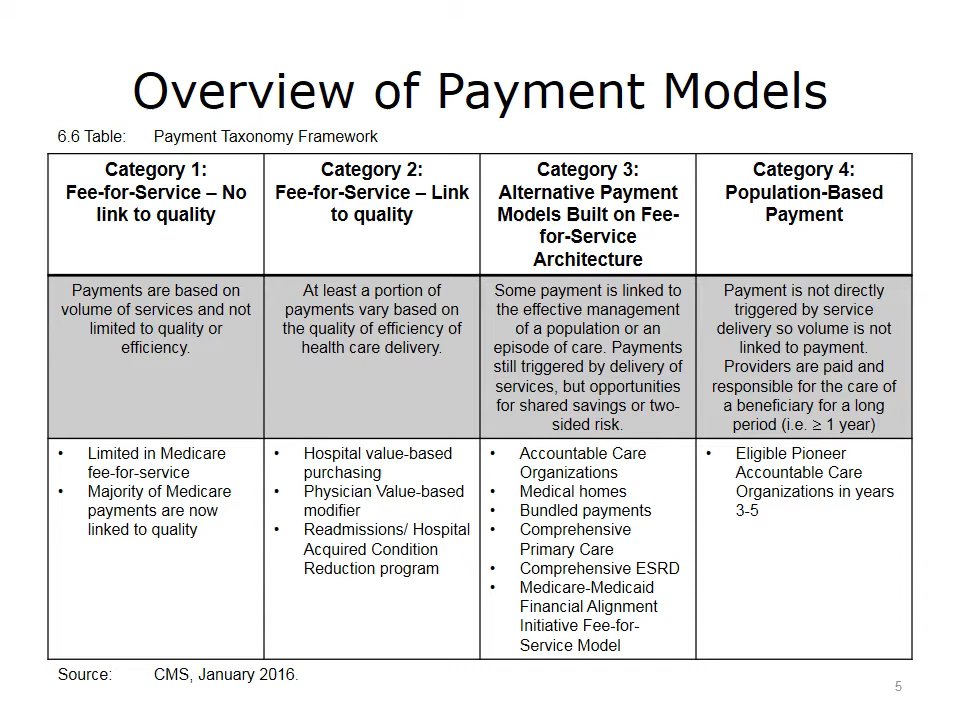 Overview of Payment Models
6.6 Table: Payment Taxonomy Framework
Category 1:
Fee-for-Service – No
link to quality
Category 2:
Fee-for-Service – Link
to quality
Category 3:
Alternative Payment
Models Built on Fee-
for-Service
Architecture
Category 4:
Population-Based
Payment
Payments are based on
volume of services and not
limited to quality or
efficiency.
At least a portion of
payments vary based on
the quality of efficiency of
health care delivery.
Some payment is linked to
the effective management
of a population or an
episode of care. Payments
still triggered by delivery of
services, but opportunities
for shared savings or two-
sided risk.
Payment is not directly
triggered by service
delivery so volume is not
linked to payment.
Providers are paid and
responsible for the care of
a beneficiary for a long
period (i.e. ≥ 1 year)
• Limited in Medicare
fee-for-service
• Majority of Medicare
payments are now
linked to quality
• Hospital value-based
purchasing
• Physician Value-based
modifier
• Readmissions/ Hospital
Acquired Condition
Reduction program
• Accountable Care
Organizations
• Medical homes
• Bundled payments
• Comprehensive
Primary Care
• Comprehensive ESRD
• Medicare-Medicaid
Financial Alignment
Initiative Fee-for-
Service Model
• Eligible Pioneer
Accountable Care
Organizations in years
3-5
Source: CMS, January 2016.
5